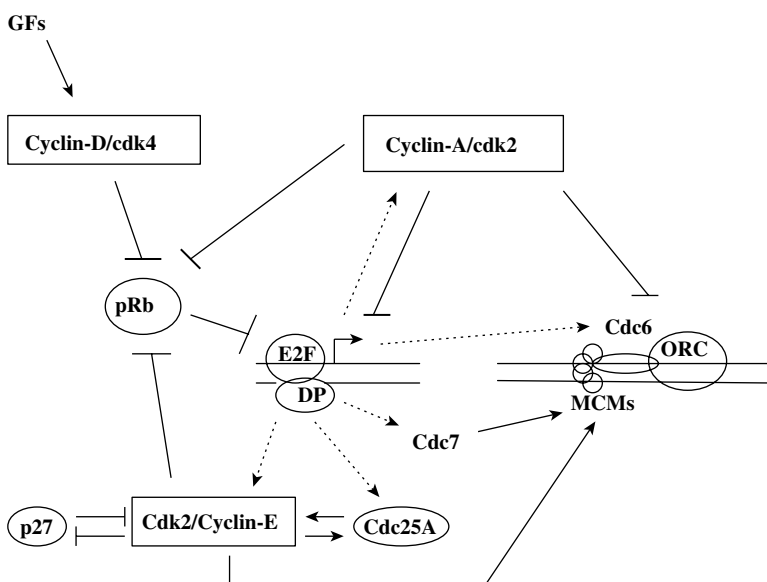 GFs
Cyclin-D/cdk4
Cyclin-A/cdk2
pRb
Cdc6
E2F
ORC
DP
MCMs
Cdc7
p27
Cdk2/Cyclin-E
Cdc25A